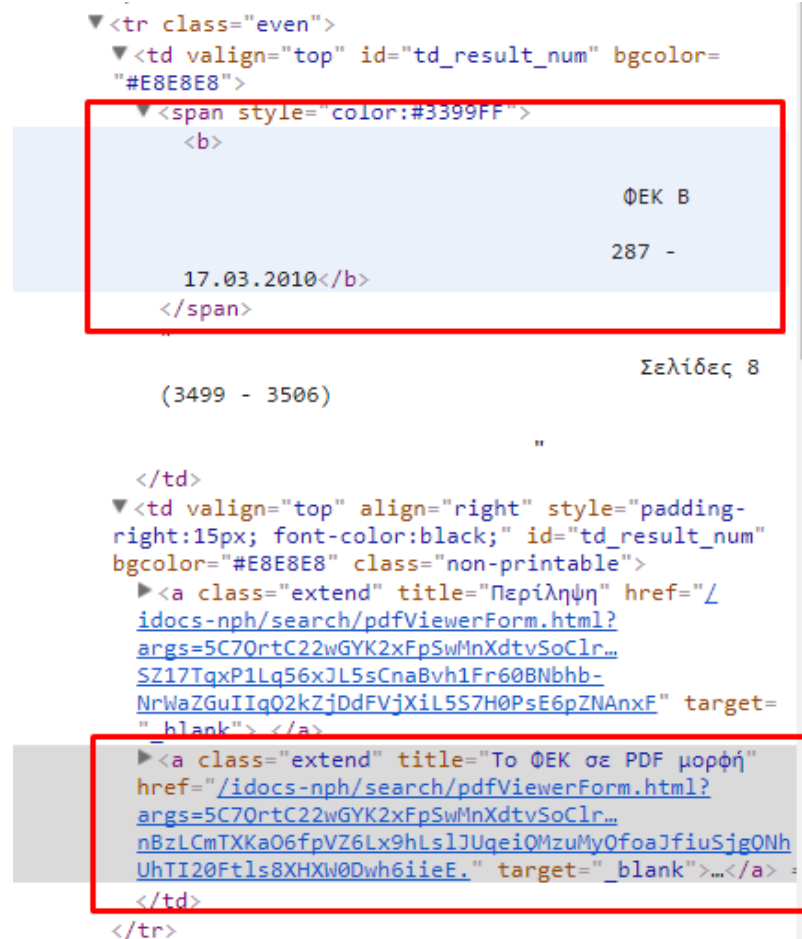 ▼<tr class="even">
▼<td valign="top" id="td_result_num" bgcolor=
"#E8E8E8">
▼<span style="color:#3399FF">
<b>
ΦΕΚ Β
287 -
17.03.2010</b>
</span>
"
Σελίδες 8
(3499 - 3506)
"
</td>
▼<td valign="top" align="right" style="padding-
right:15px; font-color:black;" id="td_result_num"
bgcolor="#E8E8E8" class="non-printable">
▶<a class="extend" title="Περίληψη" href="/
idocs-nph/search/pdfViewerForm.html?
args=5C7QrtC22wGYK2xFpSwMnXdtvSoClr…
SZ17TqxP1Lq56xJL5sCnaBvh1Fr60BNbhb-
NrWaZGuIIqQ2kZjDdFVjXiL5S7H0PsE6pZNAnxF" target=
"_blank"> </a>
▶<a class="extend" title="Το ΦΕΚ σε PDF μορφή"
href="/idocs-nph/search/pdfViewerForm.html?
args=5C7QrtC22wGYK2xFpSwMnXdtvSoClr…
nBzLCmTXKaO6fpVZ6Lx9hLslJUqeiQMzuMyOfoaJfiuSjgQNh
UhTI20Ftls8XHXW0Dwh6iieE." target="_blank">…</a> =
</td>
</tr>